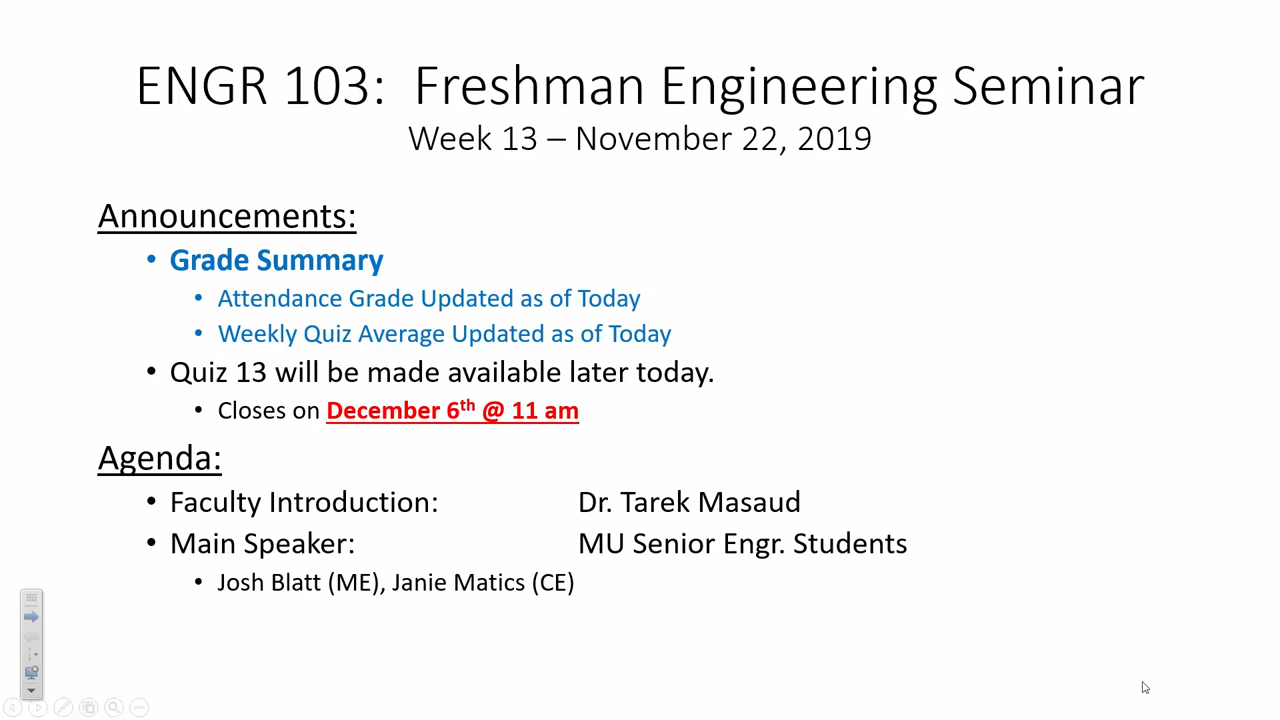 ENGR 103: Freshman Engineering Seminar
Week 13 – November 22, 2019
Announcements:
• Grade Summary
• Attendance Grade Updated as of Today
• Weekly Quiz Average Updated as of Today
• Quiz 13 will be made available later today.
• Closes on December 6th @ 11 am
Agenda:
• Faculty Introduction: Dr. Tarek Masaud
• Main Speaker: MU Senior Engr. Students
• Josh Blatt (ME), Janie Matics (CE)